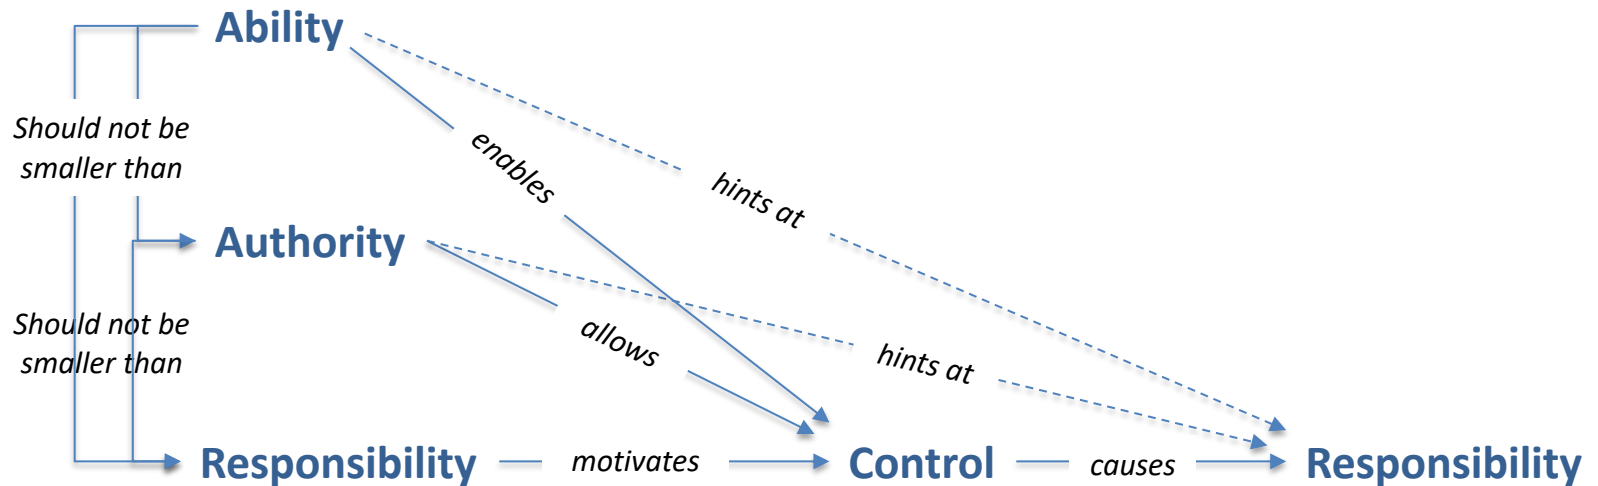 Ability
Should not be
smaller than
enables
hints at
Authority
Should not be
smaller than
allows
hints at
Responsibility
motivates
Control
causes
Responsibility